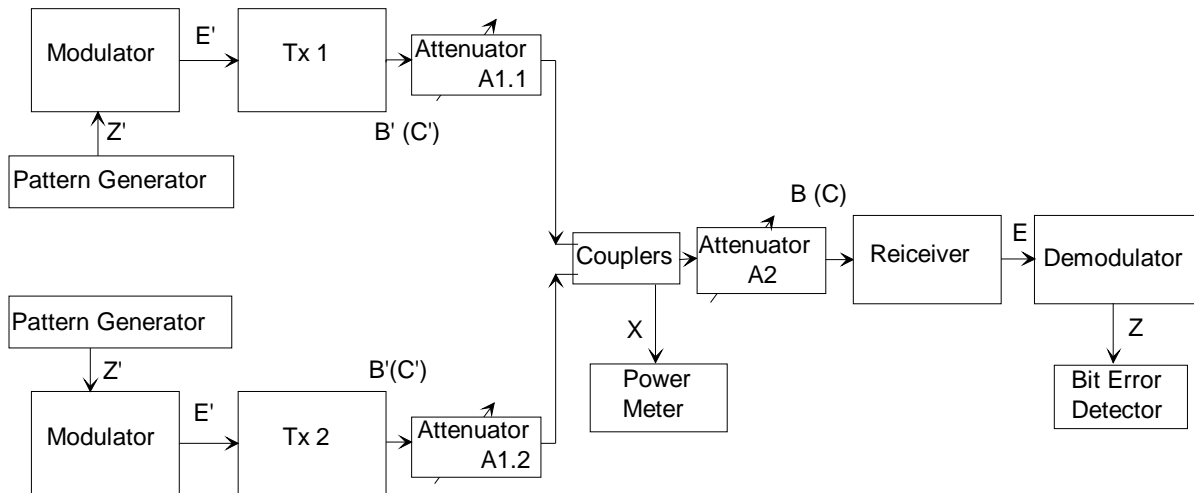 Modulator
E'
Tx 1
Attenuator
A1.1
B' (C')
Z'
Pattern Generator
B (C)
Couplers
Attenuator
A2
Reiceiver
E
Demodulator
X
Z
Power
Meter
Bit Error
Detector
Pattern Generator
Z'
B'(C')
Modulator
E'
Tx 2
Attenuator
A1.2